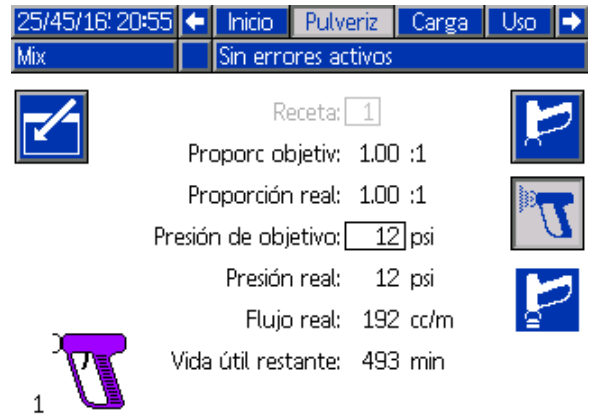 25/45/16' 20:55 Inicio Pulveriz Carga Uso
Mix Sin errores activos
Receta: 1
Proporc objetiv: 1.00 :1
Proporción real: 1.00 :1
Presión de objetivo: 12 psi
Presión real: 12 psi
Flujo real: 192 cc/m
Vida útil restante: 493 min
1